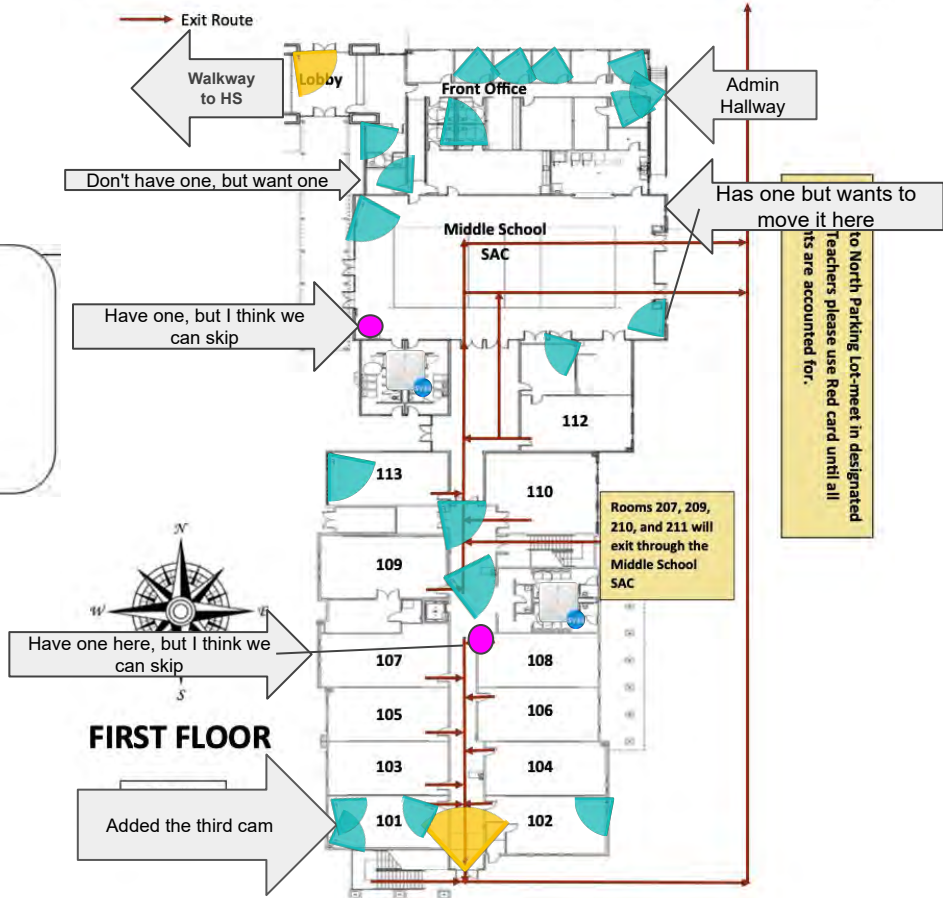 Exit Route
Walkway
to HS
Lobby
Front Office
Admin
Hallway
Don't have one, but want one
Has one but wants to
move it here
Middle School
SAC
to North Parking Lot-meet in designated
Teachers please use Red card until all
nts are accounted for.
Have one, but I think we
can skip
112
113
110
Rooms 207, 209,
210, and 211 will
exit through the
Middle School
SAC
109
N
W
E
S
Have one here, but I think we
can skip
107
108
105
106
FIRST FLOOR
103
104
Added the third cam
101
102